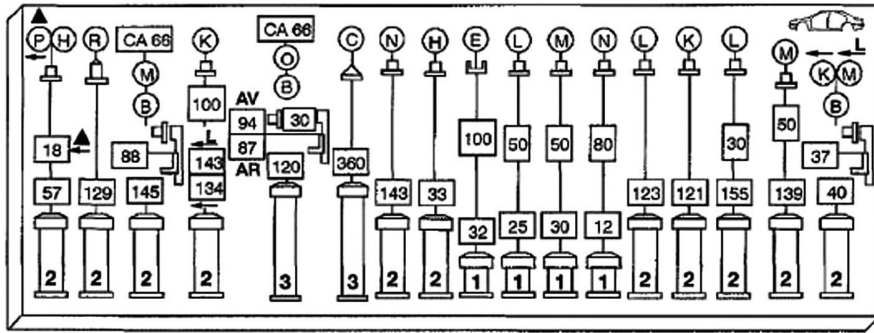 P H R CA 66 K CA 66 C N H E L M N L K L M L
M O K M
B B B
100 AV 94 30 100 50 50 80 30 50
18 88 L 87 37
143 AR 120 360
57 129 145 134 143 33 123 121 155 139 40
32 25 30 12
2 2 2 2 3 3 2 2 1 1 1 1 2 2 2 2 2